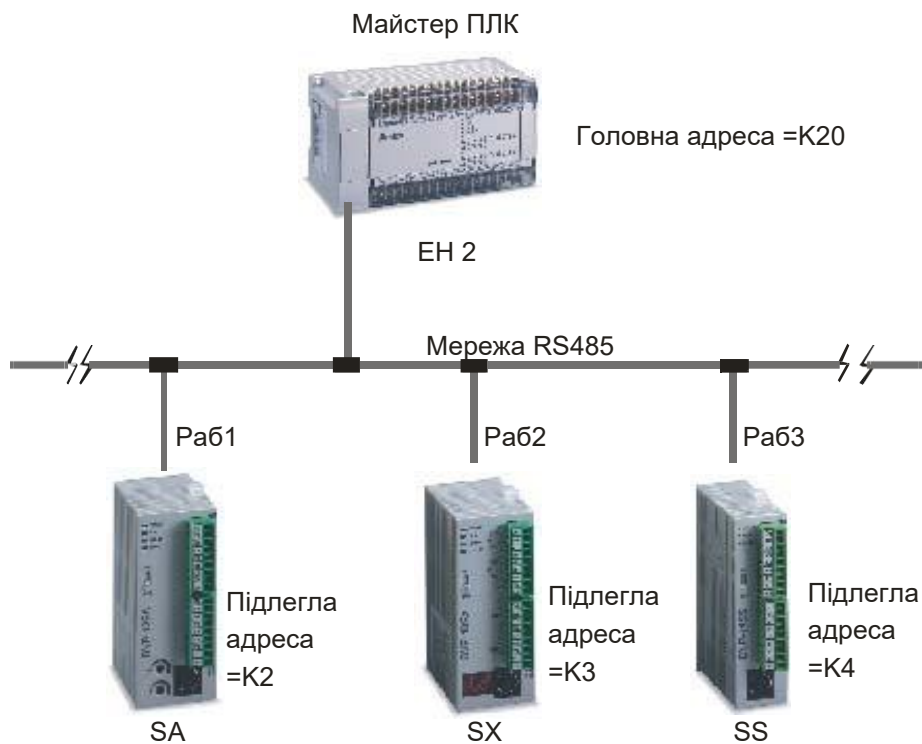 Майстер ПЛК
Головна адреса =K20
ЕН 2
Мережа RS485
Раб1
Раб2
Раб3
Підлегла
адреса
=K2
Підлегла
адреса
=K3
Підлегла
адреса
=K4
SA
SX
SS